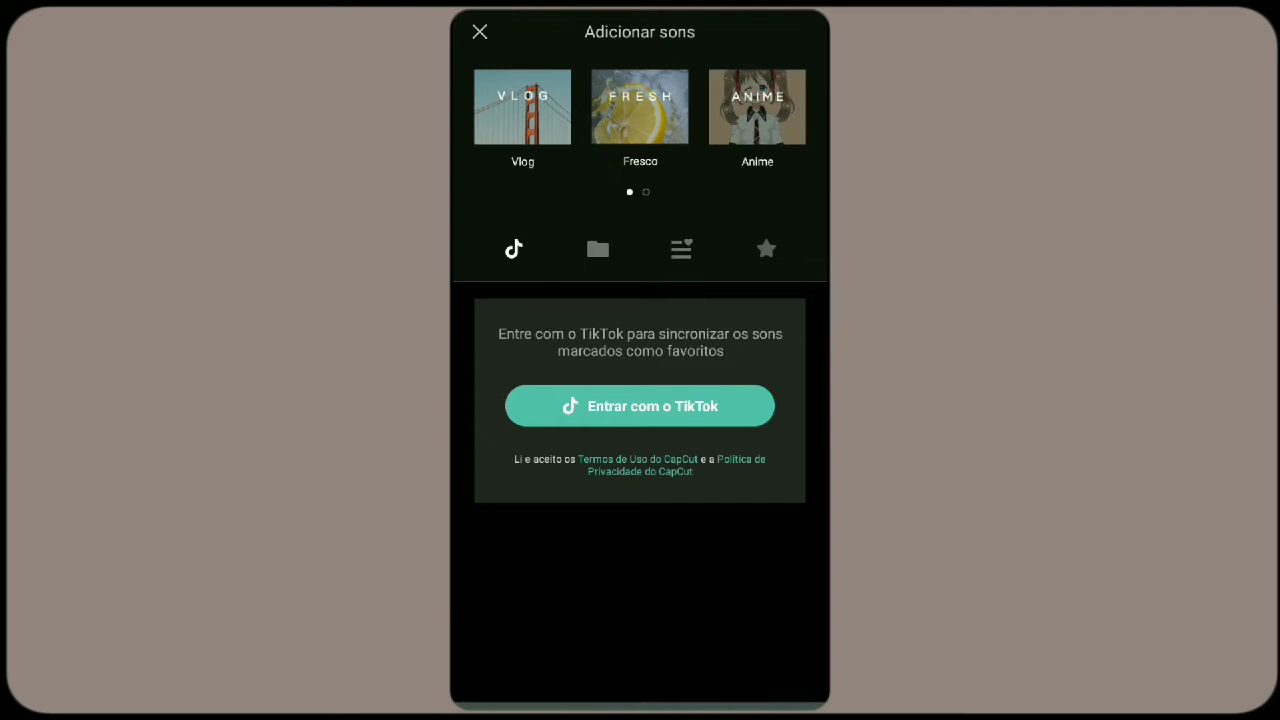 Adicionar sons
VLOG
FRESH
ANIME
Vlog
Fresco
Anime
Entre com o TikTok para sincronizar os sons
marcados como favoritos
Entrar com o TikTok
Li e aceito os Termos de Uso do CapCut e a Política de
Privacidade do CapCut